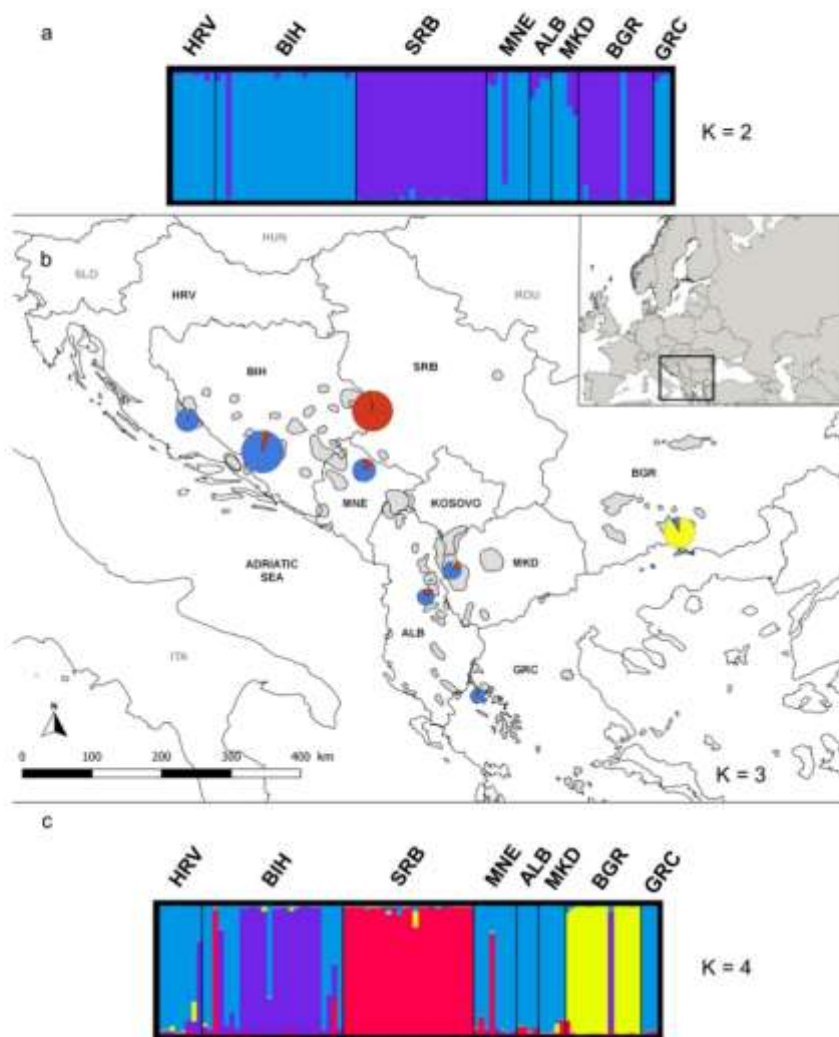 a
HRV BIH SRB MNE ALB MKD BGR GRC
K = 2
b
HUN
SLO
HRV
ROU
BIH
SRB
BGR
MNE
KOSOVO
ADRIATIC
SEA
MKD
ALB
ITA
GRC
N
0 100 200 300 400 km
K = 3
c
HRV BIH SRB MNE ALB MKD BGR GRC
K = 4